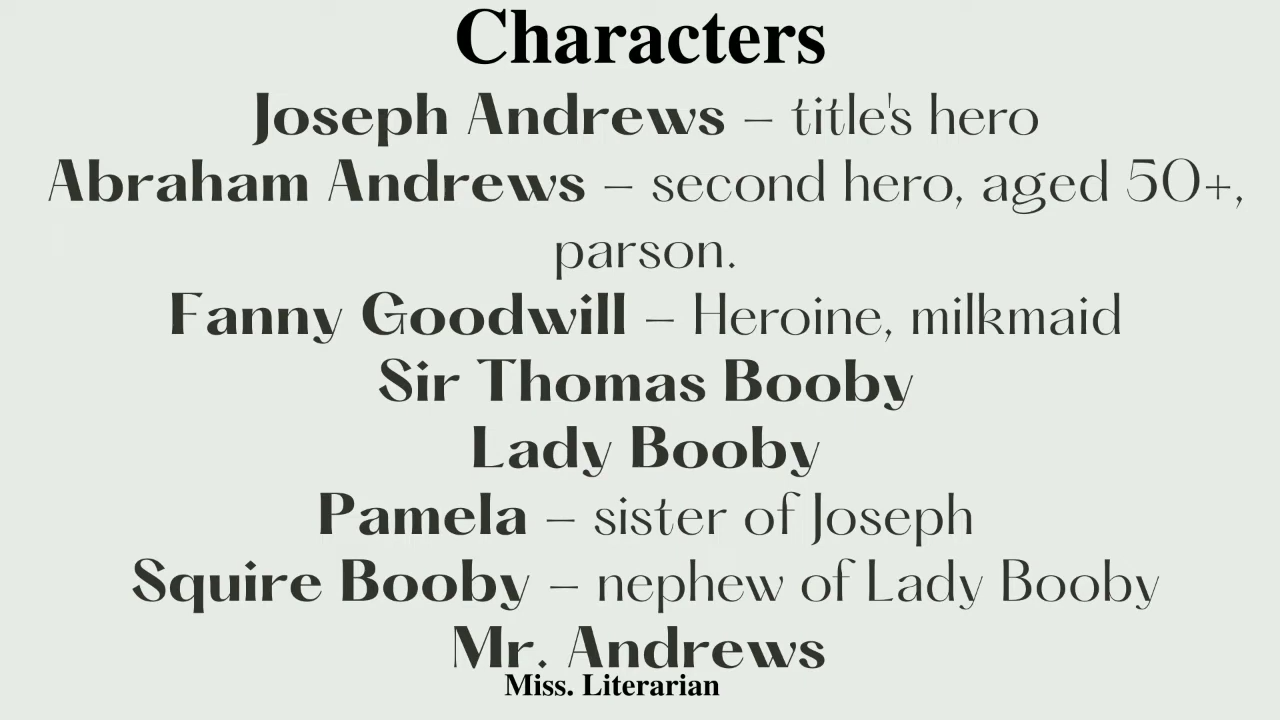 Characters
Joseph Andrews – title's hero
Abraham Andrews – second hero, aged 50+,
parson.
Fanny Goodwill – Heroine, milkmaid
Sir Thomas Booby
Lady Booby
Pamela – sister of Joseph
Squire Booby – nephew of Lady Booby
Mr. Andrews
Miss. Literarian